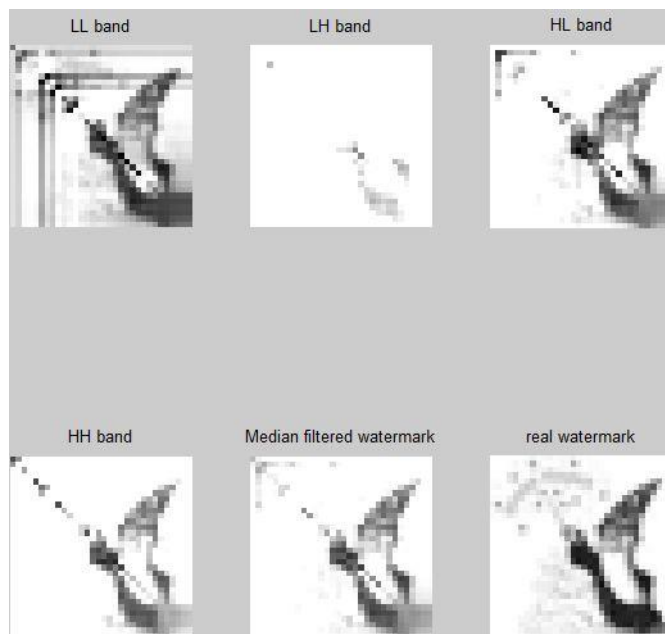 LL band
LH band
HL band
HH band
Median filtered watermark
real watermark